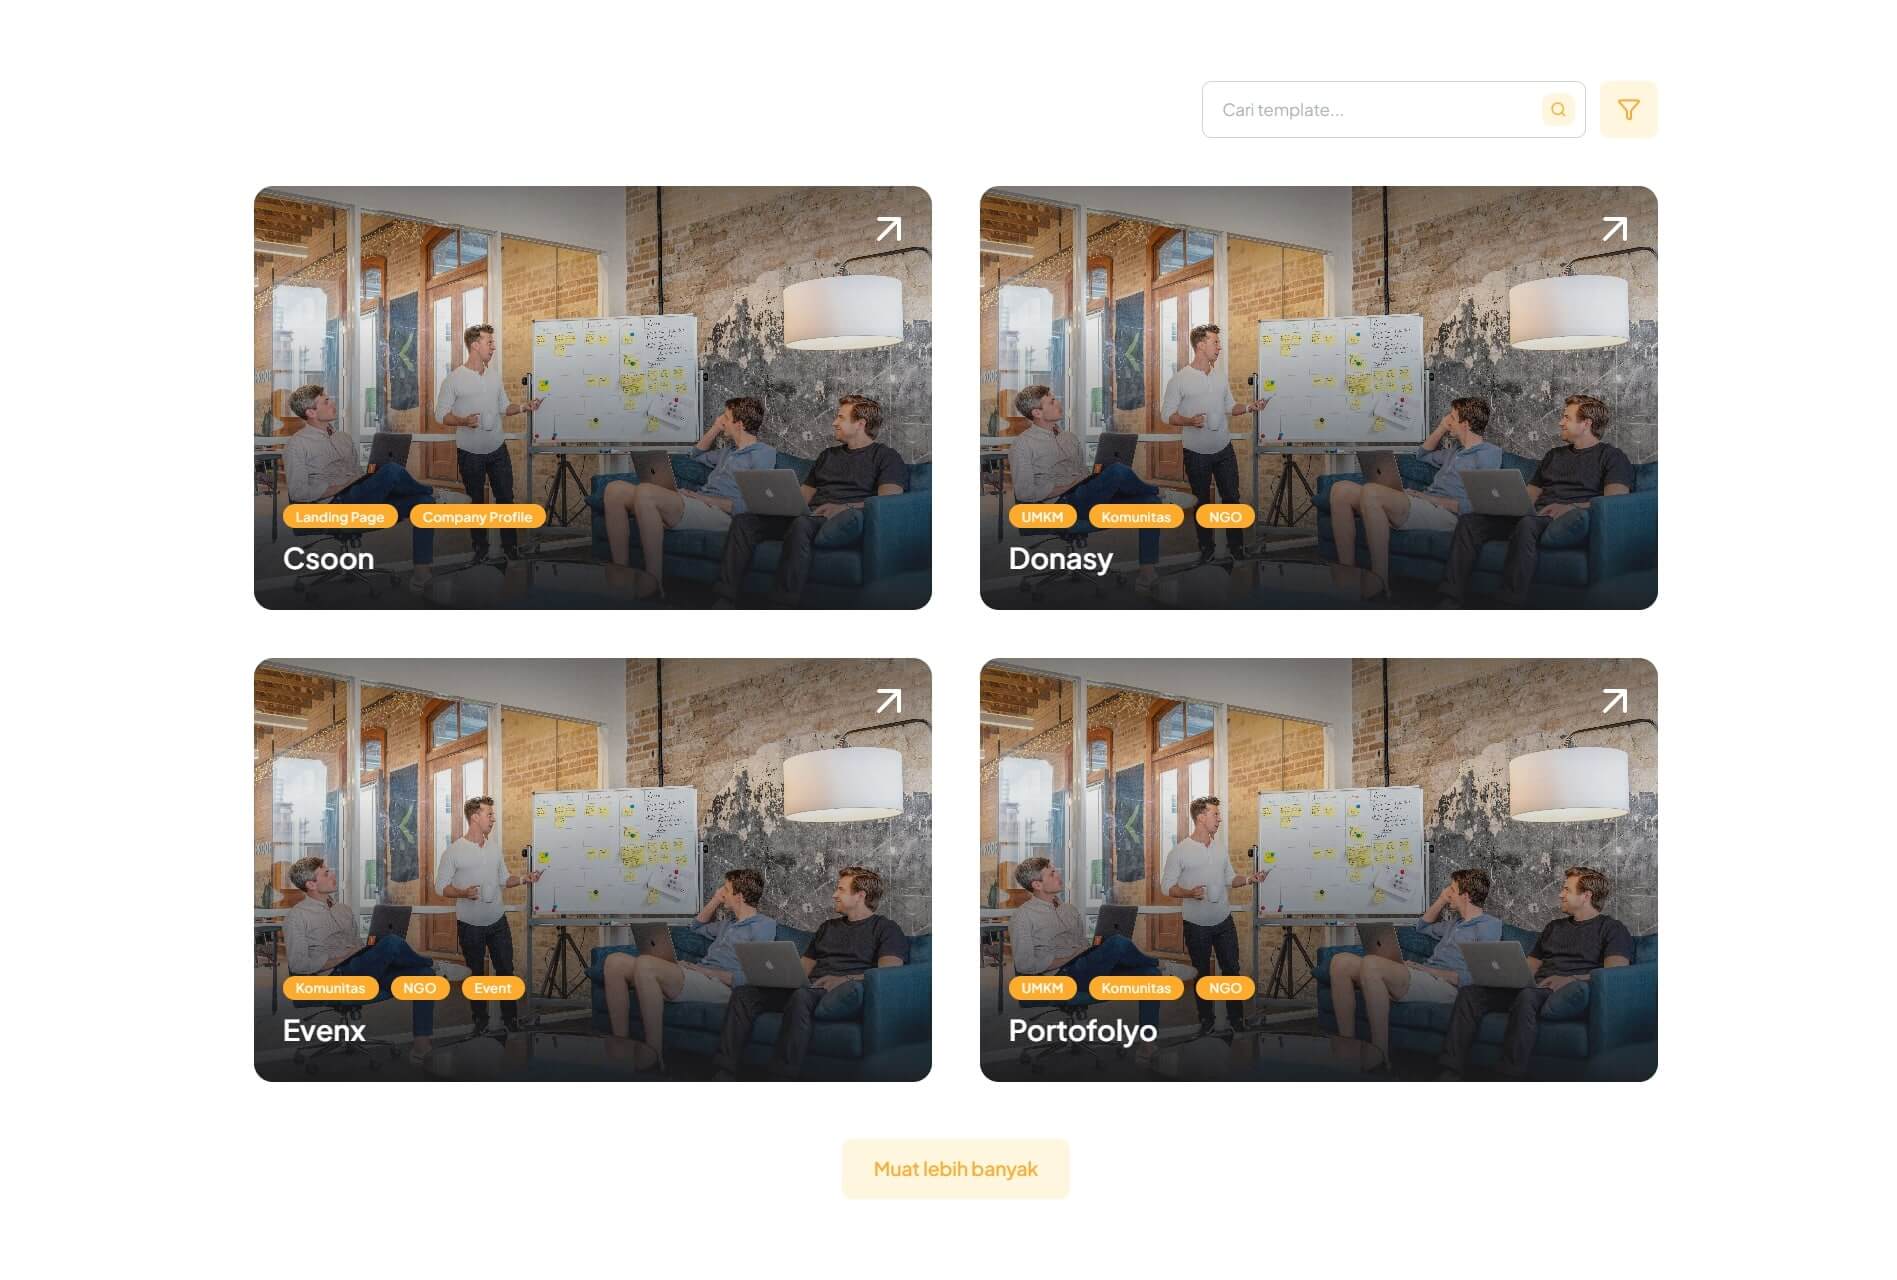 Cari template...
Landing Page Company Profile
Csoon
UMKM Komunitas NGO
Donasy
Komunitas NGO Event
Evenx
UMKM Komunitas NGO
Portofolyo
Muat lebih banyak